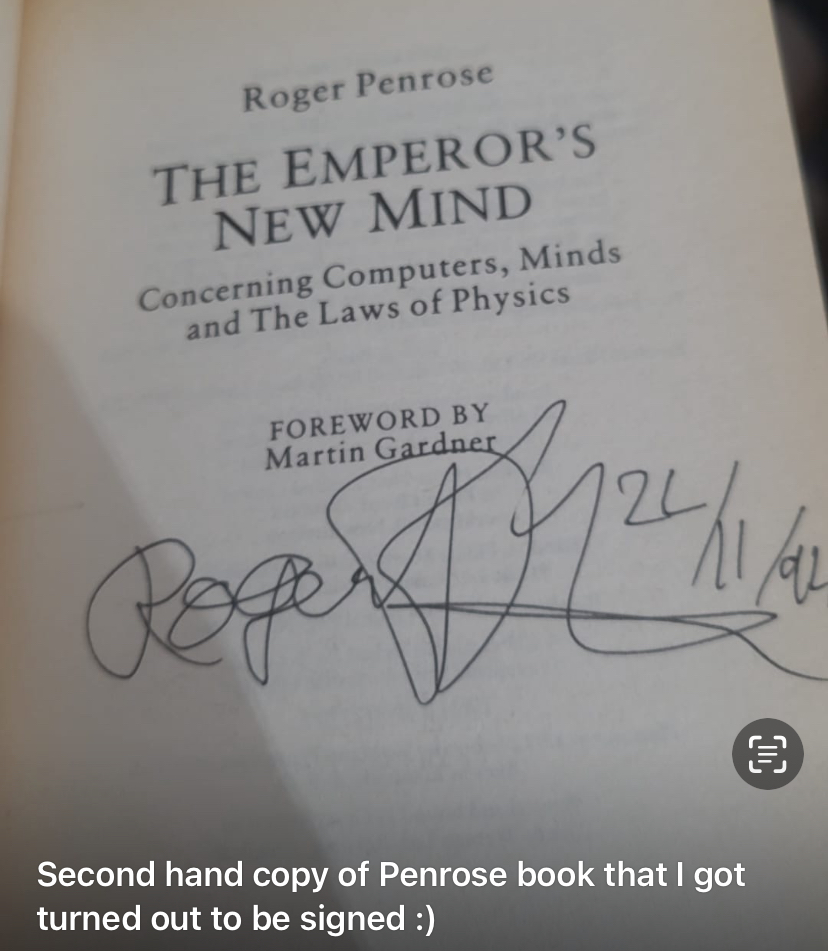 Roger Penrose
THE EMPEROR'S
NEW MIND
Concerning Computers, Minds
and The Laws of Physics
FOREWORD BY
Martin Gardner
Roger
/11/92
Second hand copy of Penrose book that I got
turned out to be signed :)